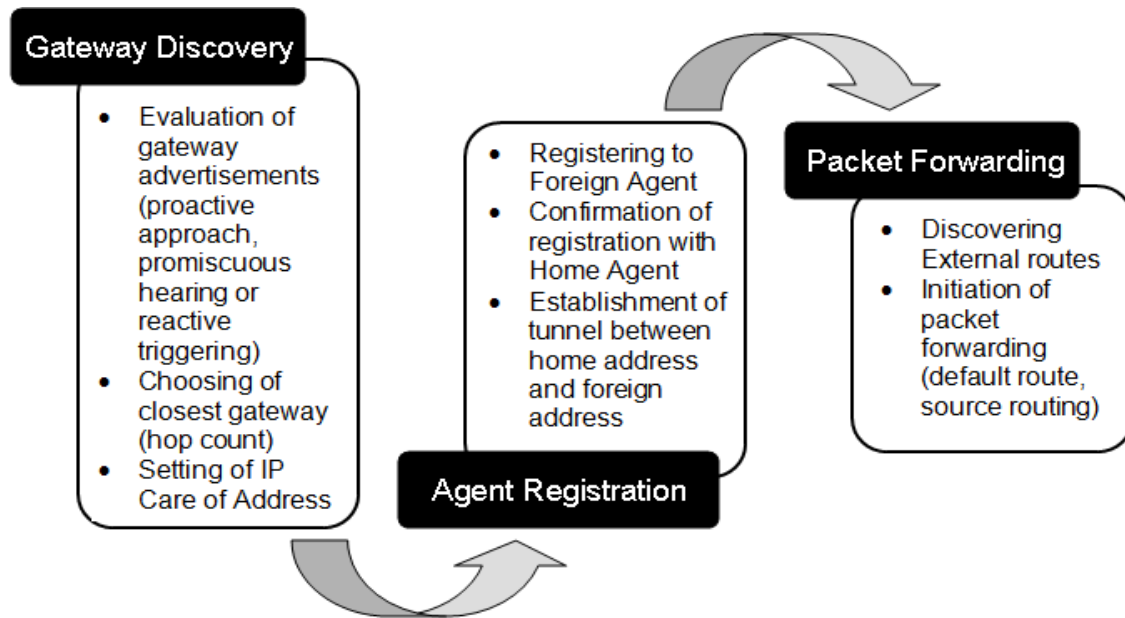 Gateway Discovery
• Evaluation of
gateway
advertisements
(proactive
approach,
promiscuous
hearing or
reactive
triggering)
• Choosing of
closest gateway
(hop count)
• Setting of IP
Care of Address
• Registering to
Foreign Agent
• Confirmation of
registration with
Home Agent
• Establishment of
tunnel between
home address
and foreign
address
Agent Registration
Packet Forwarding
• Discovering
External routes
• Initiation of
packet
forwarding
(default route,
source routing)